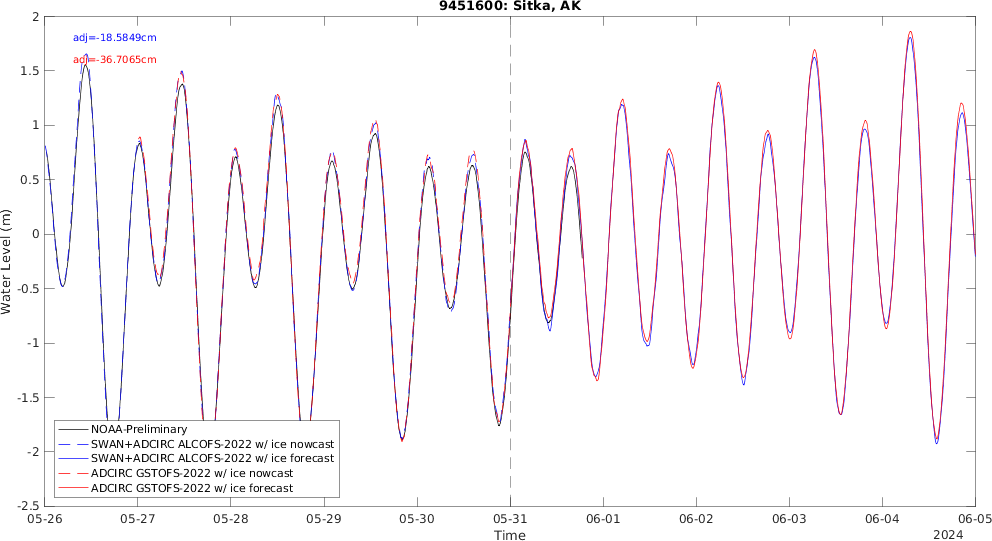 9451600: Sitka, AK
adj=-18.5849cm
adj=-36.7065cm
2
1.5
1
0.5
0
-0.5
-1
-1.5
-2
-2.5
Water Level (m)
NOAA-Preliminary
SWAN+ADCIRC ALCOFS-2022 w/ ice nowcast
SWAN+ADCIRC ALCOFS-2022 w/ ice forecast
ADCIRC GSTOFS-2022 w/ ice nowcast
ADCIRC GSTOFS-2022 w/ ice forecast
05-26 05-27 05-28 05-29 05-30 05-31 06-01 06-02 06-03 06-04 06-05
Time
2024